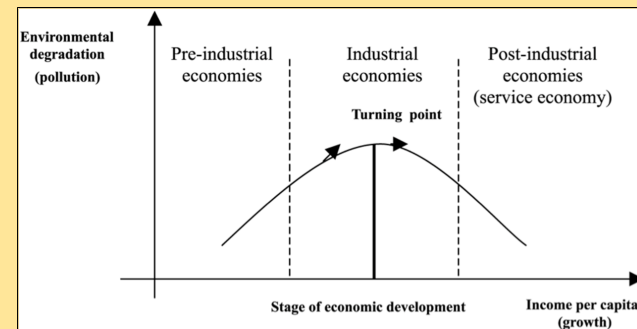 Environmental
degradation
(pollution)
Pre-industrial
economies
Industrial
economies
Post-industrial
economies
(service economy)
Turning point
Stage of economic development
Income per capita
(growth)